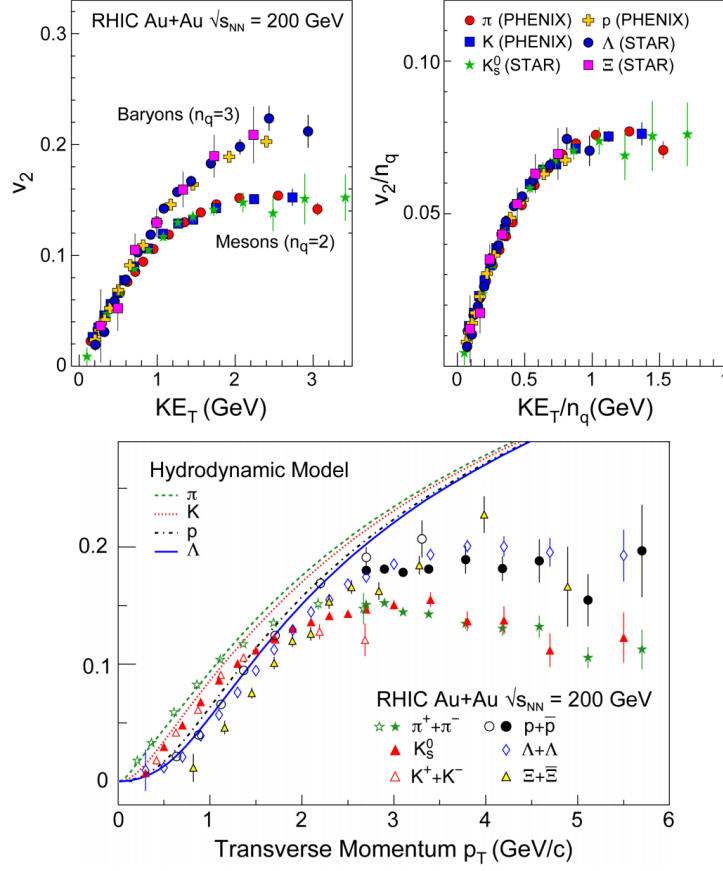 RHIC Au+Au √sNN = 200 GeV
Baryons (nq=3)
Mesons (nq=2)
v2
0
0.1
0.2
0.3
0
1
2
3
KET (GeV)
π (PHENIX)
K (PHENIX)
K0s (STAR)
p (PHENIX)
Λ (STAR)
Ξ (STAR)
v2/nq
0
0.05
0.10
0
0.5
1
1.5
KET/nq(GeV)
Hydrodynamic Model
π
K
p
Λ
RHIC Au+Au √sNN = 200 GeV
π+ +π−
K0S
K+ +K−
p+p̅
Λ+Λ
Ξ+Ξ̅
0
0.1
0.2
0
1
2
3
4
5
6
Transverse Momentum pT (GeV/c)